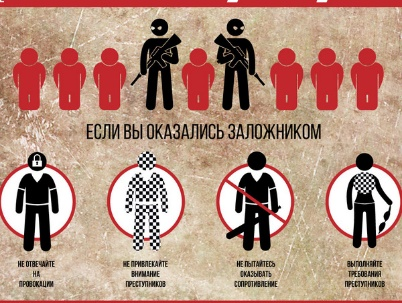 ЕСЛИ ВЫ ОКАЗАЛИСЬ ЗАЛОЖНИКОМ
НЕ ОТВЕЧАЙТЕ
НА
ПРОВОКАЦИИ
НЕ ПРИВЛЕКАЙТЕ
ВНИМАНИЕ
ПРЕСТУПНИКОВ
НЕ ПЫТАЙТЕСЬ
ОКАЗЫВАТЬ
СОПРОТИВЛЕНИЕ
ВЫПОЛНЯЙТЕ
ТРЕБОВАНИЯ
ПРЕСТУПНИКОВ